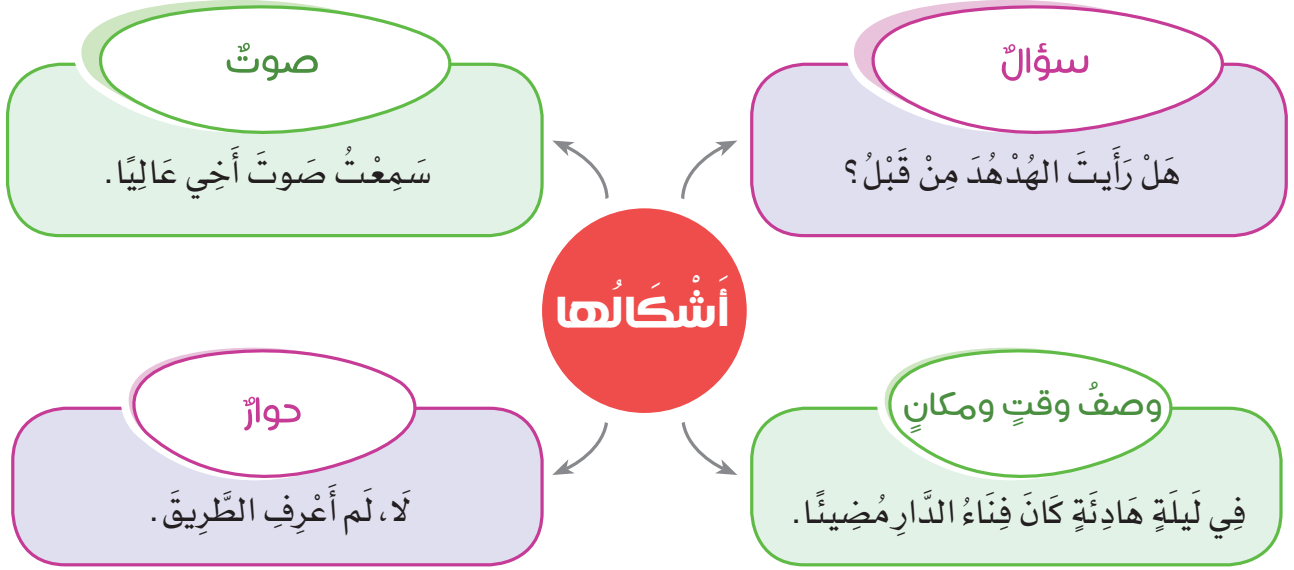 سؤالٌ
هَلْ رَأَيتَ الهُدْهُدَ مِنْ قَبْلُ؟
صوتٌ
سَمِعْتُ صَوتَ أَخِي عَالِيًا.
أَشْكَالُها
وصفُ وقتٍ ومكانٍ
فِي لَيلَةٍ هَادِئَةٍ كَانَ فِنَاءُ الدَّارِ مُضِيئًا.
حوارٌ
لَا، لَم أَعْرِفِ الطَّرِيقَ.